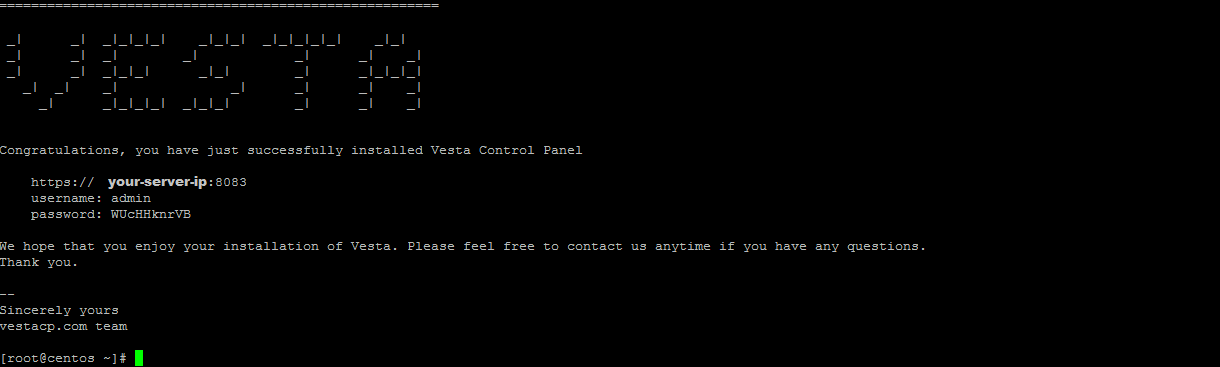 VESTA
Congratulations, you have just successfully installed Vesta Control Panel
https:// your-server-ip:8083
username: admin
password: WUcHHknrVB
We hope that you enjoy your installation of Vesta. Please feel free to contact us anytime if you have any questions.
Thank you.
--
Sincerely yours
vestacp.com team
[root@centos ~]#